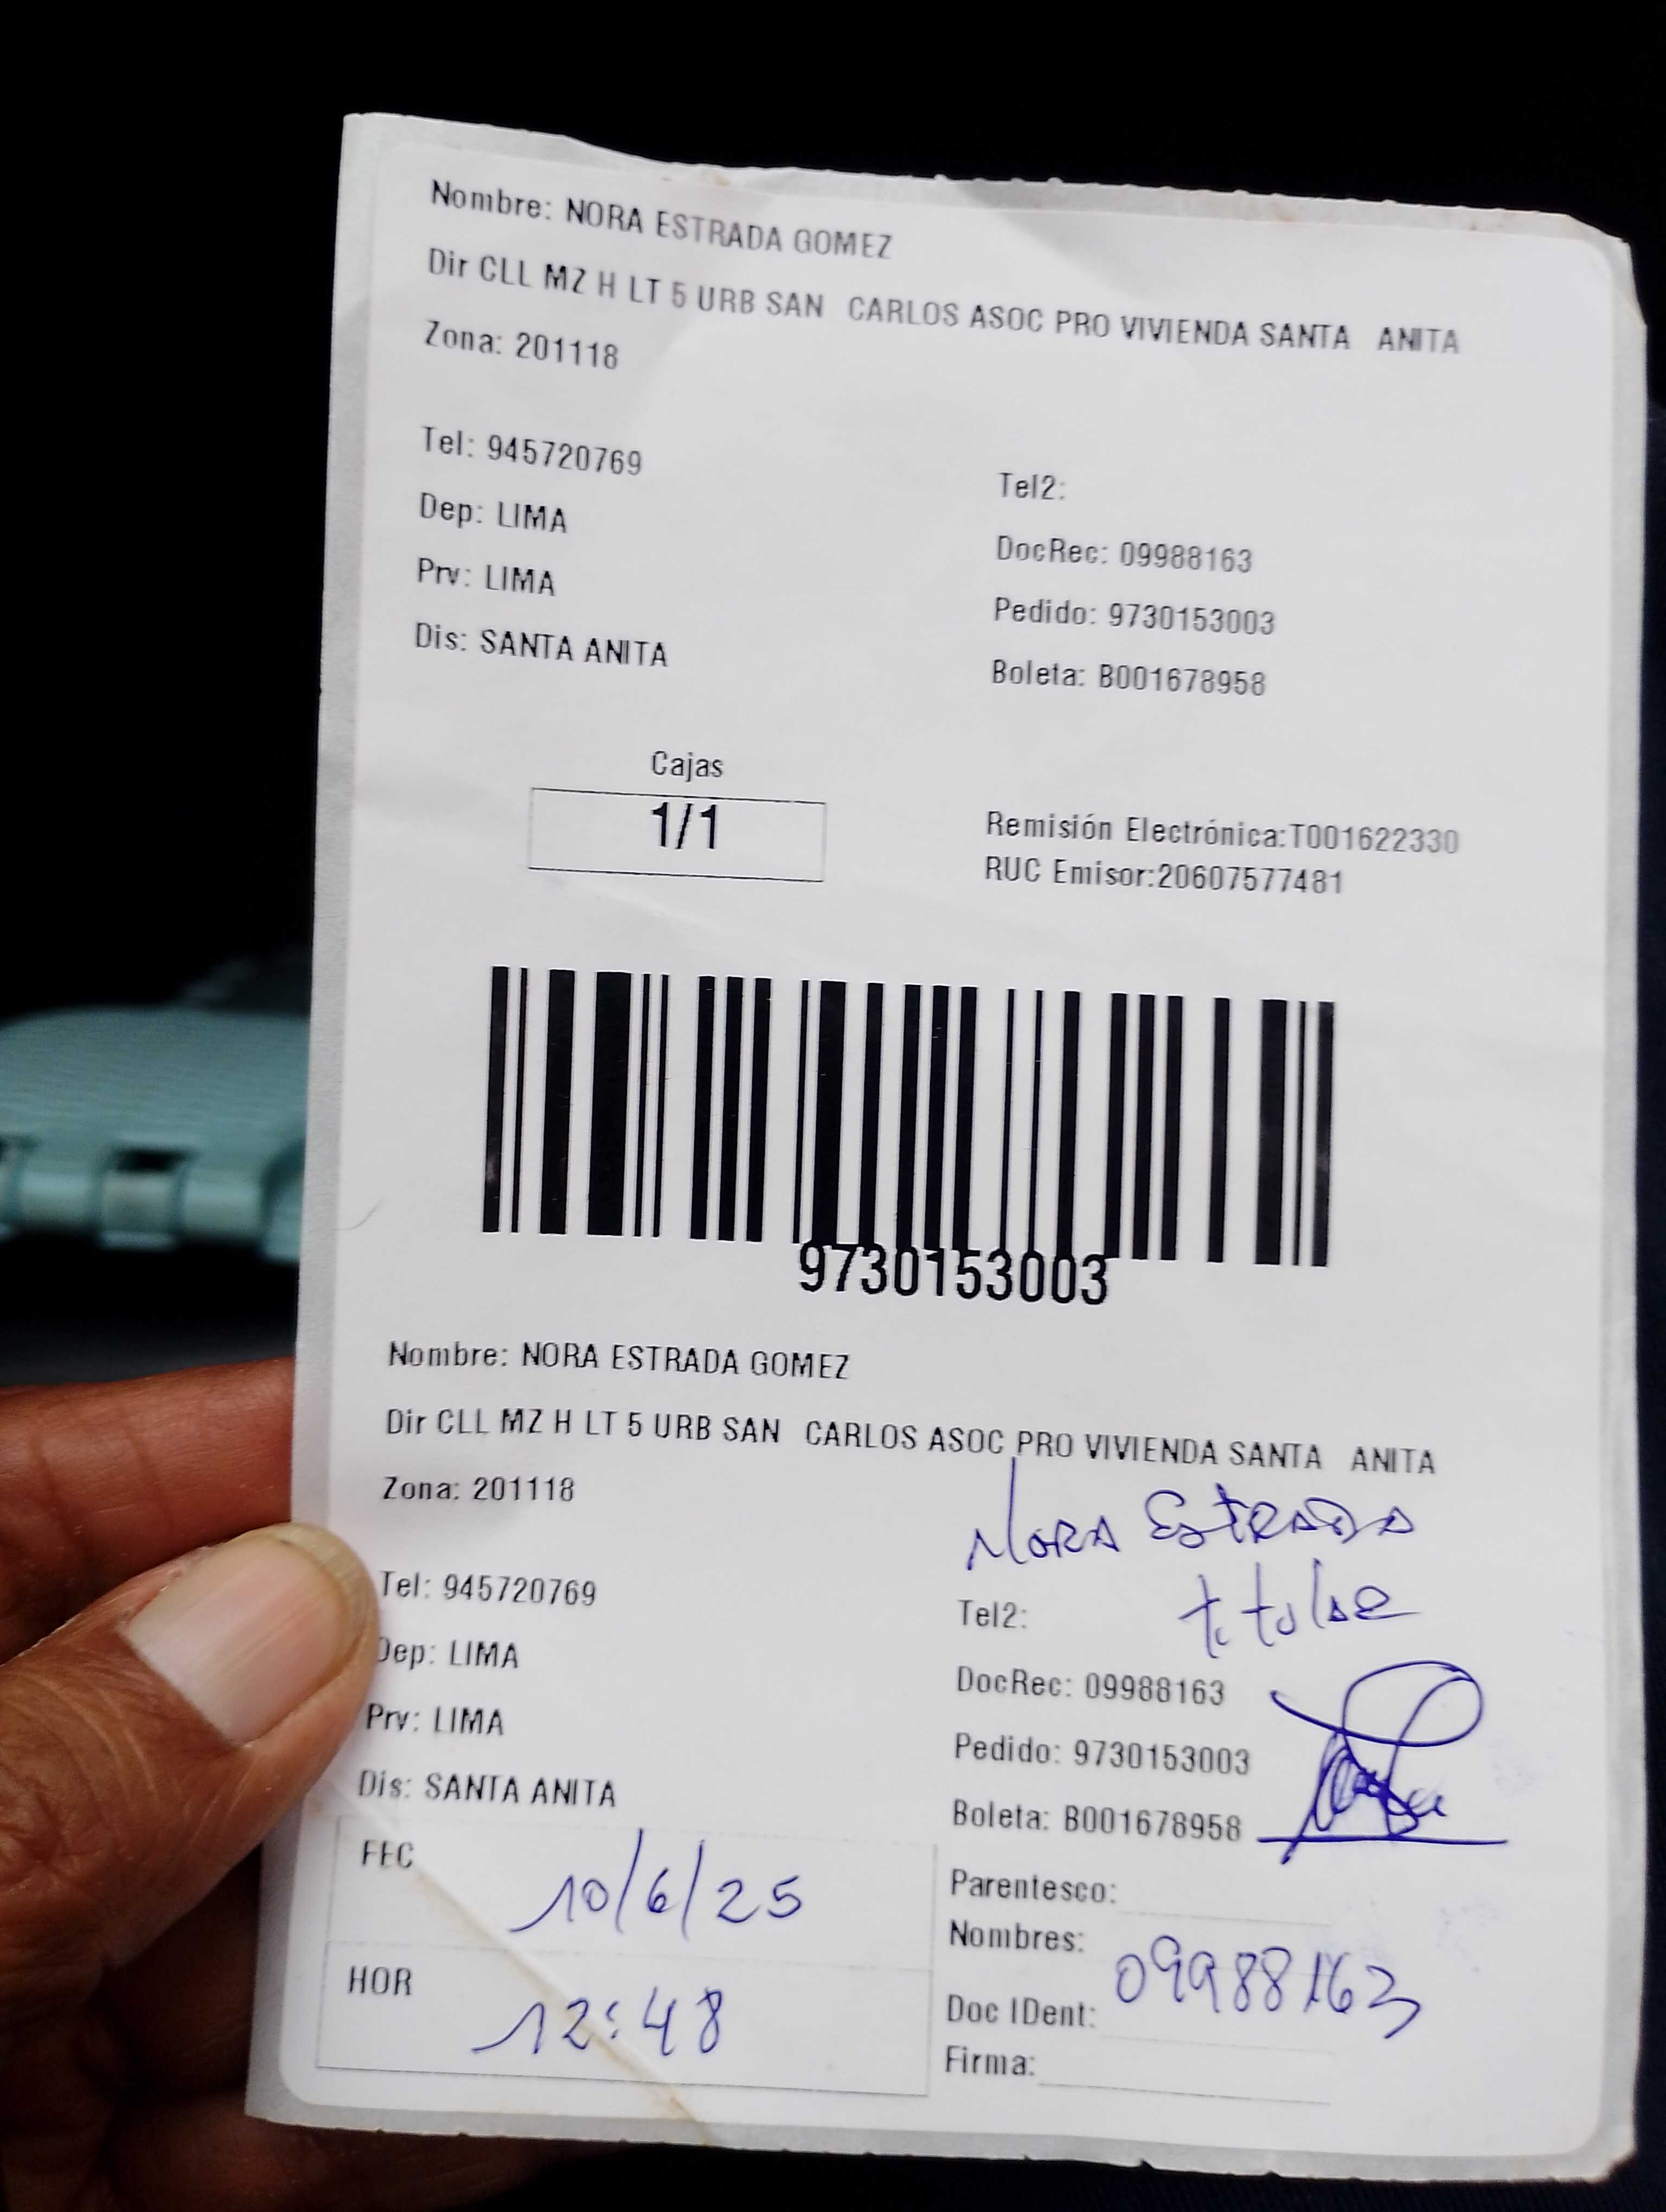 Nombre: NORA ESTRADA GOMEZ
Dir CLL MZ H LT 5 URB SAN CARLOS ASOC PRO VIVIENDA SANTA ANITA
Zona: 201118
Tel: 945720769
Tel2:
Dep: LIMA
DocRec: 09988163
Prv: LIMA
Pedido: 9730153003
Dis: SANTA ANITA
Boleta: B001678958
Cajas
1/1
Remisión Electrónica:T001622330
RUC Emisor:20607577481
9730153003
Nombre: NORA ESTRADA GOMEZ
Dir CLL MZ H LT 5 URB SAN CARLOS ASOC PRO VIVIENDA SANTA ANITA
Zona: 201118
NORA ESTRADA
Tel: 945720769
Tel2:
titular
Dep: LIMA
DocRec: 09988163
Prv: LIMA
Pedido: 9730153003
Dis: SANTA ANITA
Boleta: B001678958
FEC 10/6/25
Parentesco:
Nombres:
HOR 12:48
Doc IDent: 09988163
Firma: